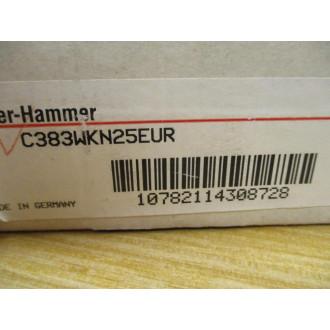 er-Hammer
C383WKN25EUR
DE IN GERMANY
10782114308728